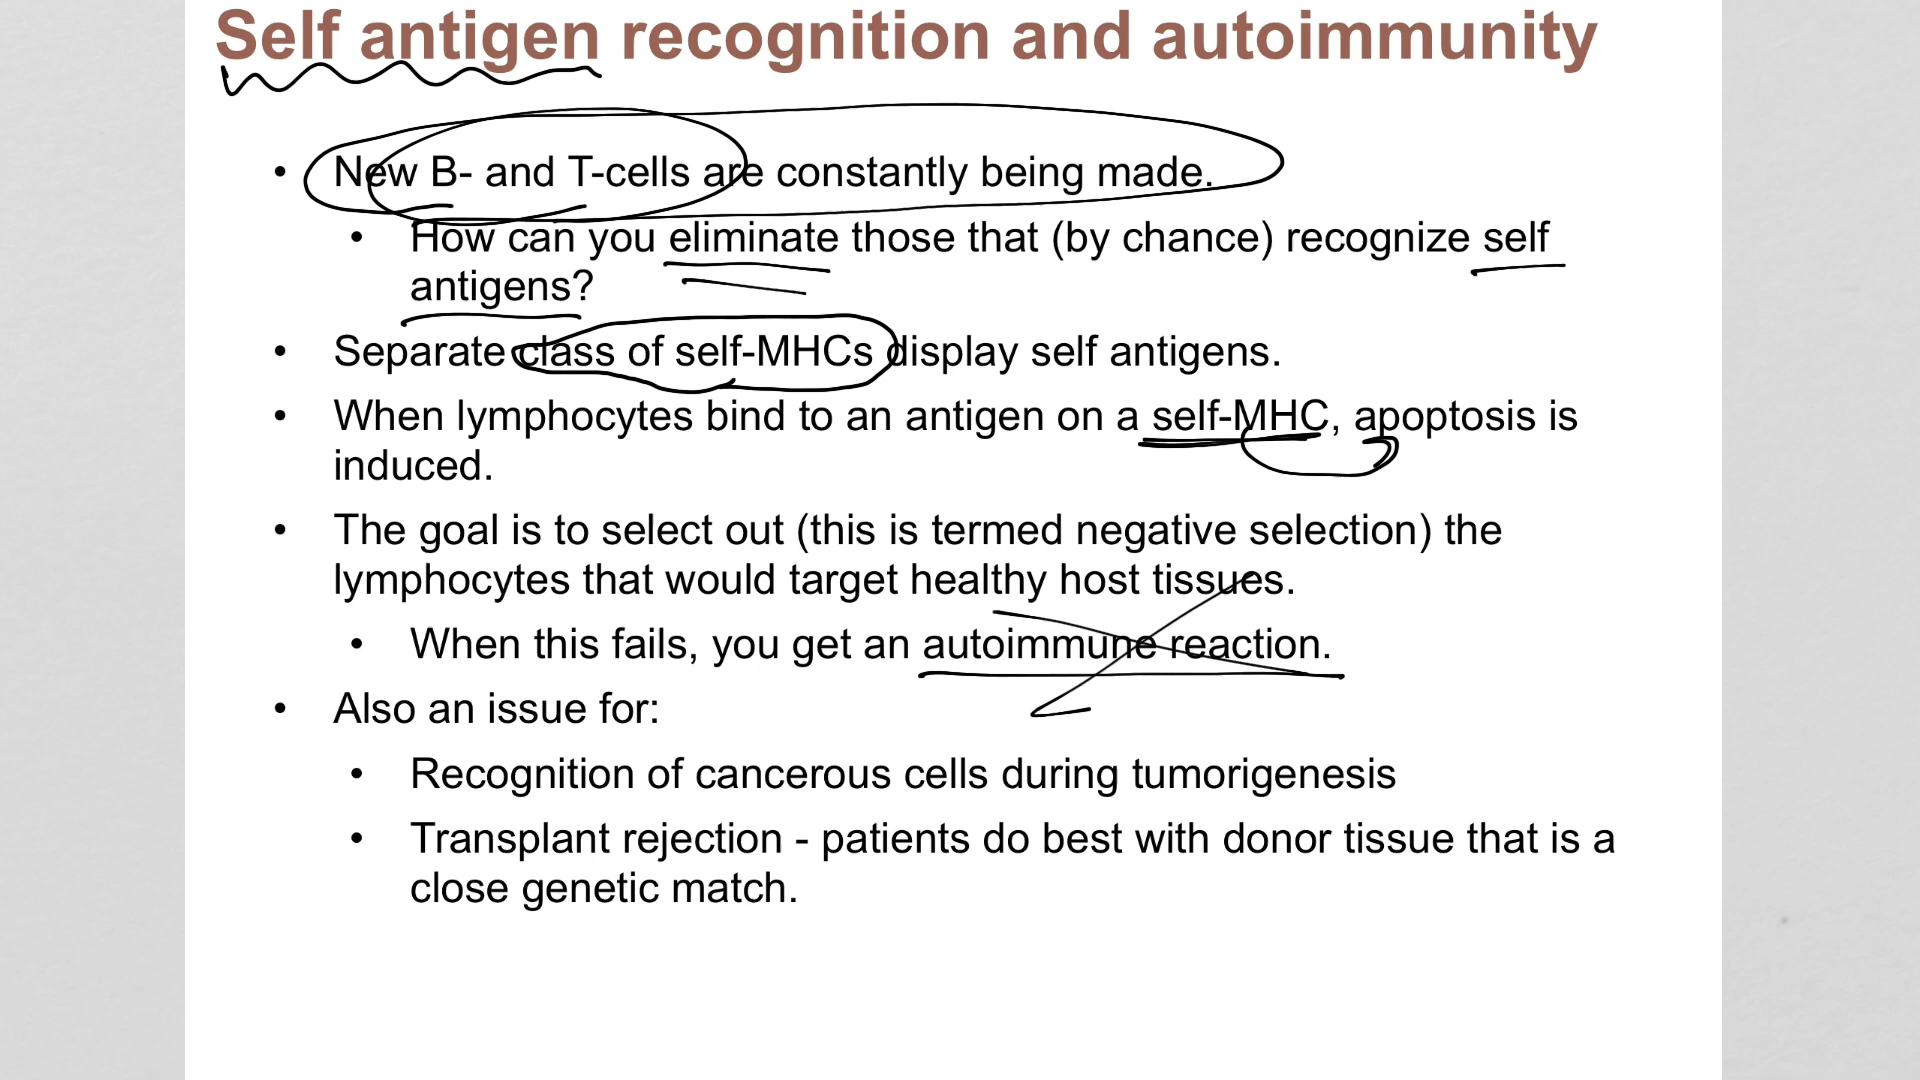 Self antigen recognition and autoimmunity
• New B- and T-cells are constantly being made.
• How can you eliminate those that (by chance) recognize self
antigens?
• Separate class of self-MHCs display self antigens.
• When lymphocytes bind to an antigen on a self-MHC, apoptosis is
induced.
• The goal is to select out (this is termed negative selection) the
lymphocytes that would target healthy host tissues.
• When this fails, you get an autoimmune reaction.
• Also an issue for:
• Recognition of cancerous cells during tumorigenesis
• Transplant rejection - patients do best with donor tissue that is a
close genetic match.